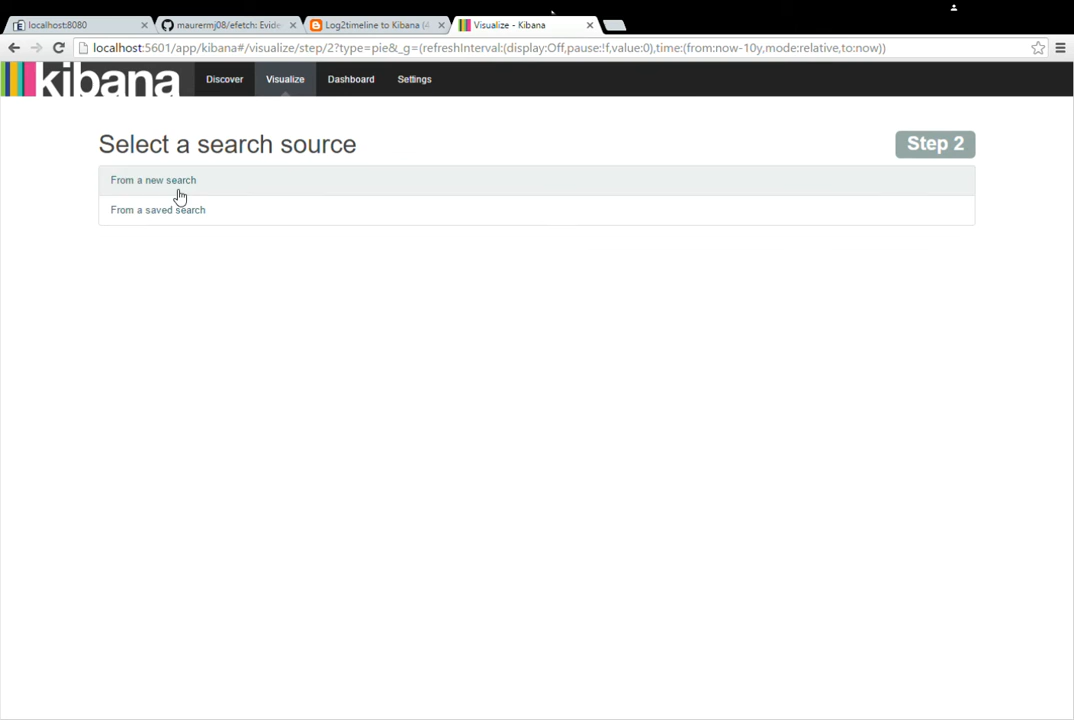 localhost:8080
maurermj08/efetch: Evide
Log2timeline to Kibana (4
Visualize - Kibana
localhost:5601/app/kibana#/visualize/step/2?type=pie&_g=(refreshInterval:(display:Off,pause:!f,value:0),time:(from:now-10y,mode:relative,to:now))
kibana
Discover
Visualize
Dashboard
Settings
Select a search source
Step 2
From a new search
From a saved search